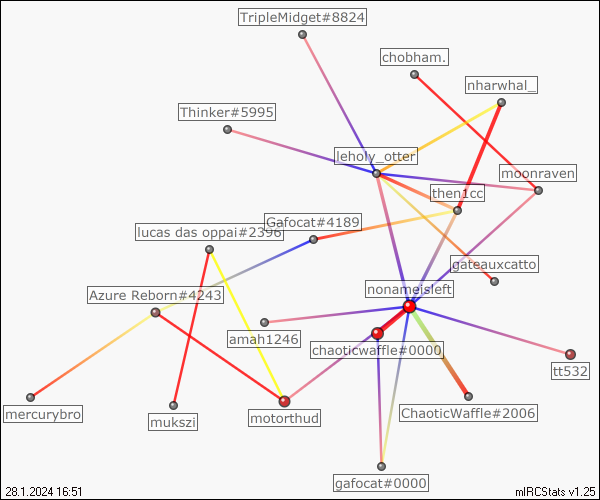 TripleMidget#8824
chobham.
nharwhal_
Thinker#5995
leholy_otter
moonraven
then1cc
Gafocat#4189
lucas das oppai#2396
gateauxcatto
nonameisleft
Azure Reborn#4243
amah1246
chaoticwaffle#0000
tt532
mercurybro
mukszi
motorthud
ChaoticWaffle#2006
gafocat#0000
28.1.2024 16:51
mIRCStats v1.25